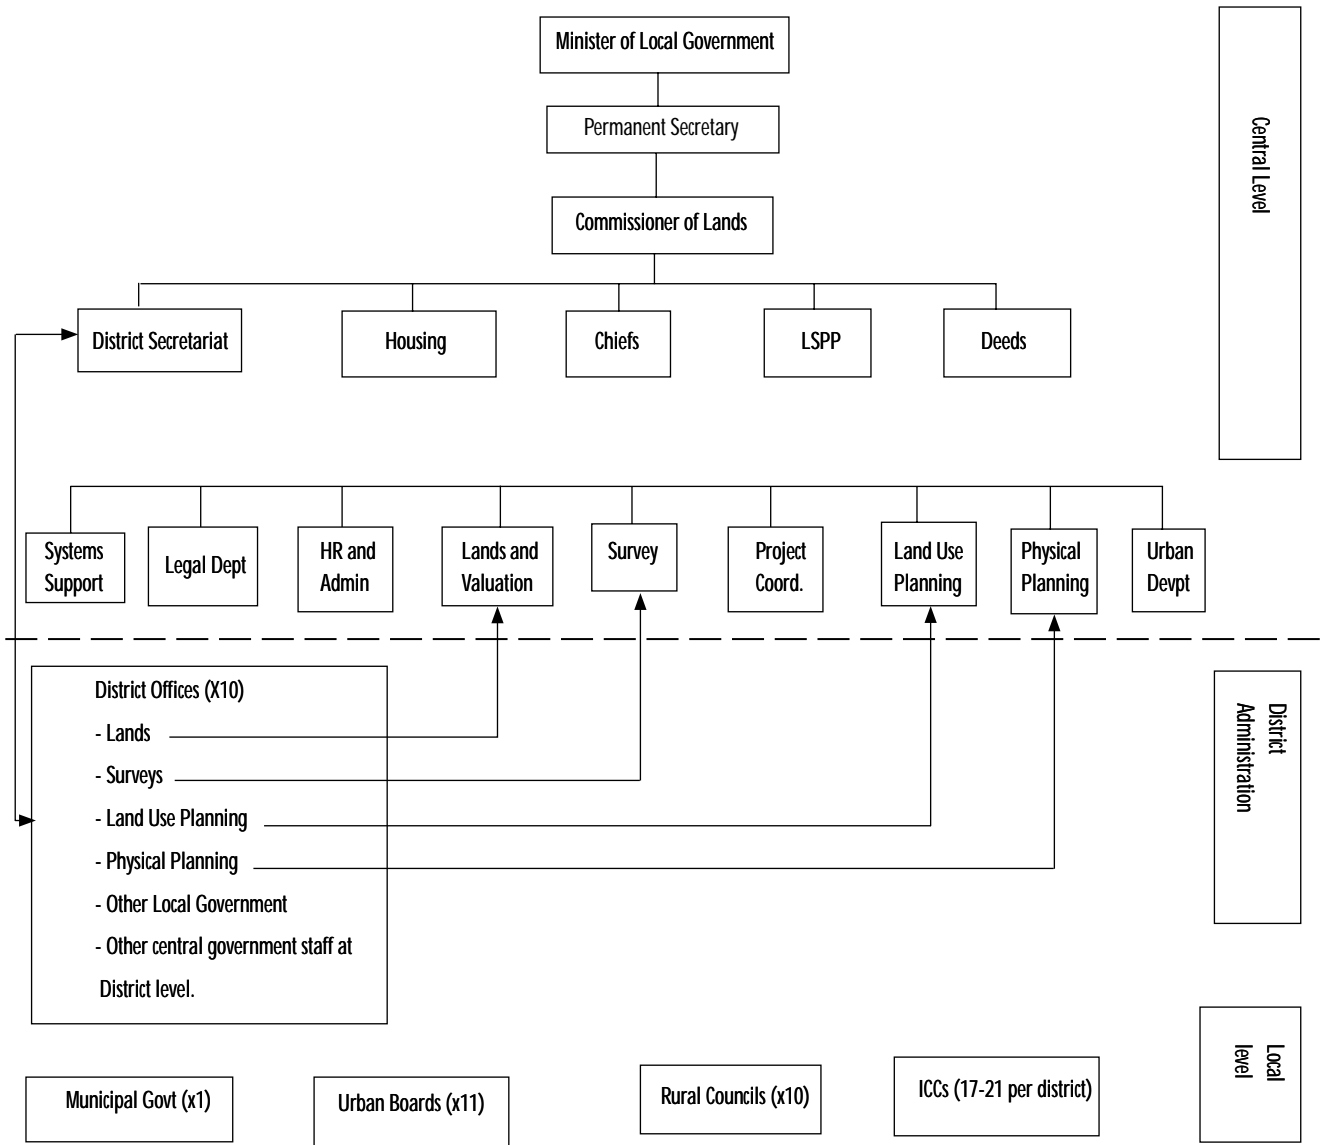 Minister of Local Government
Central Level
Permanent Secretary
Commissioner of Lands
District Secretariat
Housing
Chiefs
LSPP
Deeds
Systems
Support
Legal Dept
HR and
Admin
Lands and
Valuation
Survey
Project
Coord.
Land Use
Planning
Physical
Planning
Urban
Devpt
District Offices (X10)
- Lands
- Surveys
- Land Use Planning
- Physical Planning
- Other Local Government
- Other central government staff at
District level.
District
Administration
Local
level
Municipal Govt (x1)
Urban Boards (x11)
Rural Councils (x10)
ICCs (17-21 per district)